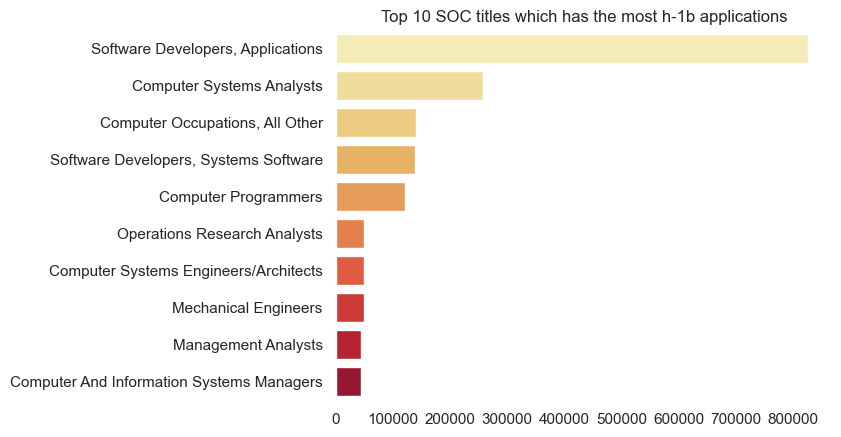 Top 10 SOC titles which has the most h-1b applications
Software Developers, Applications
Computer Systems Analysts
Computer Occupations, All Other
Software Developers, Systems Software
Computer Programmers
Operations Research Analysts
Computer Systems Engineers/Architects
Mechanical Engineers
Management Analysts
Computer And Information Systems Managers
0 100000 200000 300000 400000 500000 600000 700000 800000